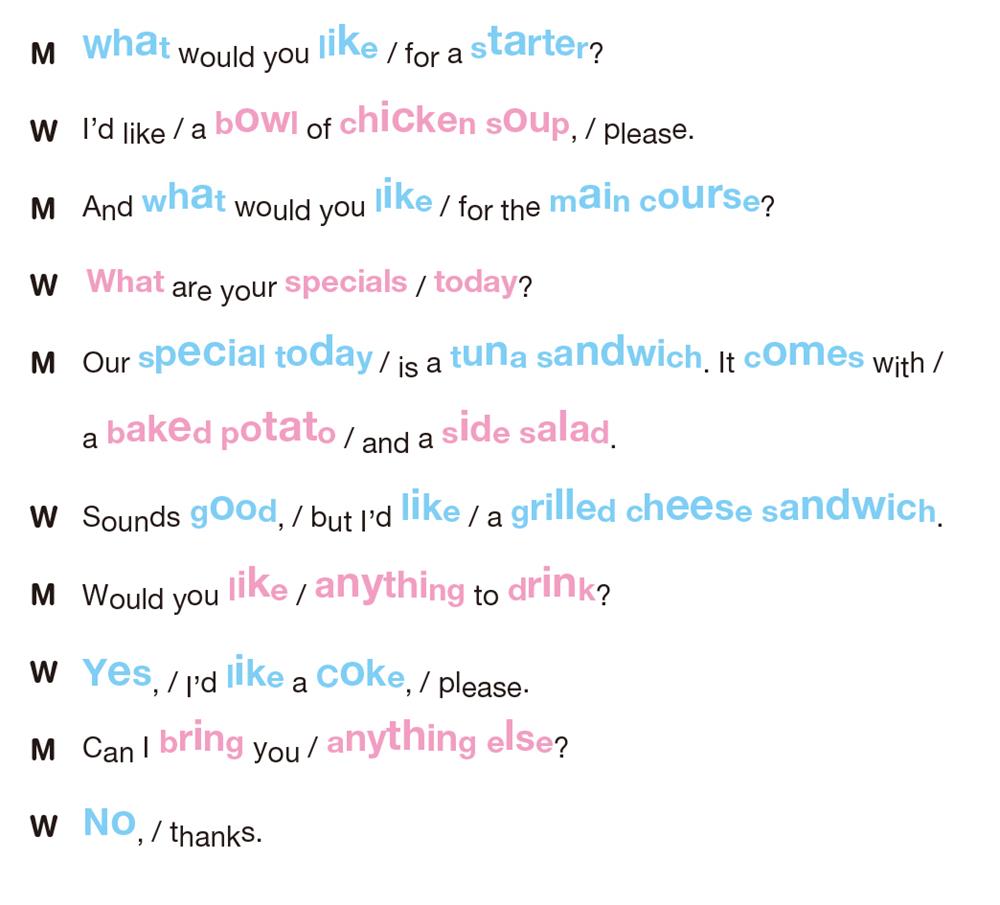 M what would you like / for a starter?
W I'd like / a bowl of chicken soup, / please.
M And what would you like / for the main course?
W What are your specials / today?
M Our special today / is a tuna sandwich. It comes with /
a baked potato / and a side salad.
W Sounds good, / but I'd like / a grilled cheese sandwich.
M Would you like / anything to drink?
W Yes, / I'd like a coke, / please.
M Can I bring you / anything else?
W No, / thanks.